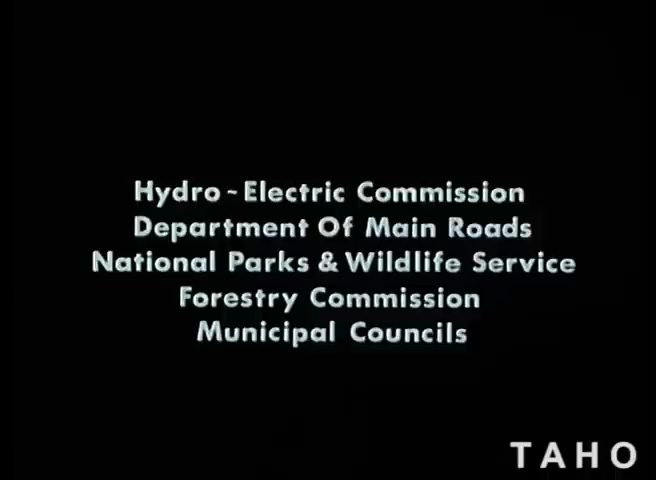 Hydro-Electric Commission
Department Of Main Roads
National Parks & Wildlife Service
Forestry Commission
Municipal Councils
TAHO